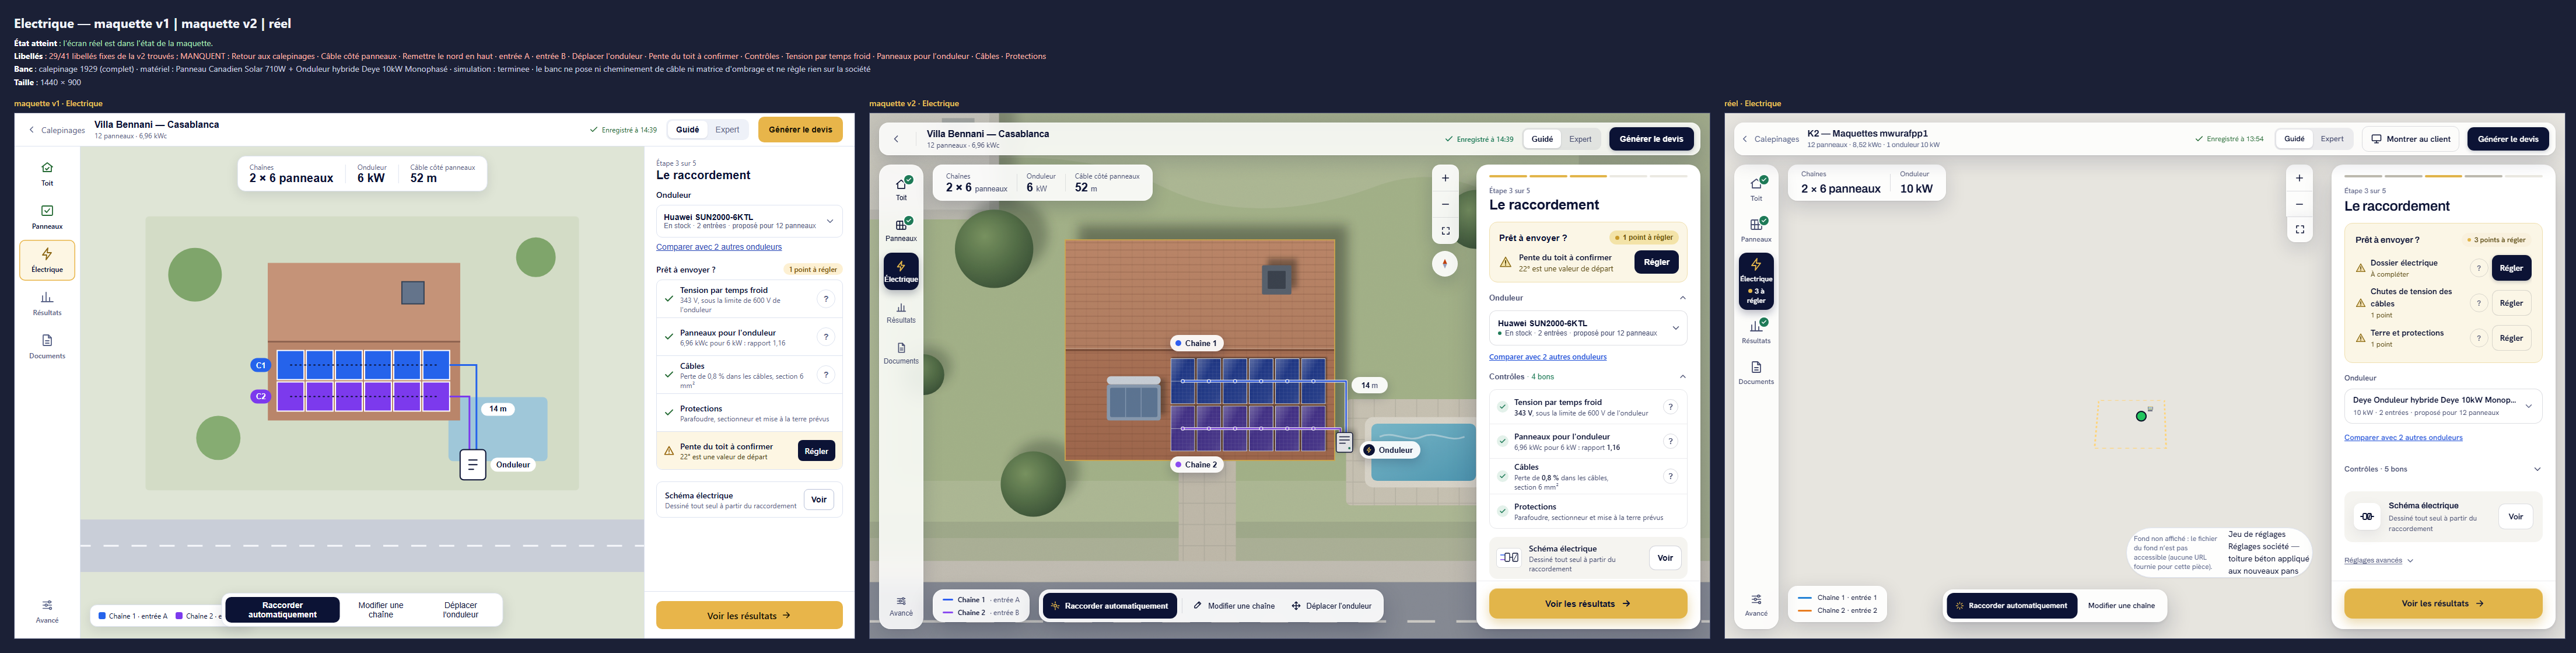 Electrique — maquette v1 | maquette v2 | réel
État atteint : l'écran réel est dans l'état de la maquette.
Libellés : 29/41 libellés fixes de la v2 trouvés ; MANQUENT : Retour aux calepinages · Câble côté panneaux · Remettre le nord en haut · entrée A · entrée B · Déplacer l'onduleur · Pente du toit à confirmer · Contrôles · Tension par temps froid · Panneaux pour l'onduleur · Câbles · Protections
Banc : calepinage 1929 (complet) · matériel : Panneau Canadien Solar 710W + Onduleur hybride Deye 10kW Monophasé · simulation : terminee · le banc ne pose ni cheminement de câble ni matrice d'ombrage et ne règle rien sur la société
Taille : 1440 × 900
maquette v1 · Electrique
Calepinages
Villa Bennani — Casablanca
12 panneaux · 6,96 kWc
Enregistré à 14:39
Guidé
Expert
Générer le devis
Toit
Panneaux
Électrique
Résultats
Documents
Avancé
Chaînes
2 × 6 panneaux
Onduleur
6 kW
Câble côté panneaux
52 m
C1
C2
14 m
Onduleur
Chaîne 1 · entrée A
Chaîne 2 · e
Raccorder automatiquement
Modifier une chaîne
Déplacer l'onduleur
Étape 3 sur 5
Le raccordement
Onduleur
Huawei SUN2000-6KTL
En stock · 2 entrées · proposé pour 12 panneaux
Comparer avec 2 autres onduleurs
Prêt à envoyer ?
1 point à régler
Tension par temps froid
343 V, sous la limite de 600 V de
l'onduleur
?
Panneaux pour l'onduleur
6,96 kWc pour 6 kW : rapport 1,16
?
Câbles
Perte de 0,8 % dans les câbles, section 6
mm²
?
Protections
Parafoudre, sectionneur et mise à la terre prévus
Pente du toit à confirmer
22° est une valeur de départ
Régler
Schéma électrique
Dessiné tout seul à partir du raccordement
Voir
Voir les résultats →
maquette v2 · Electrique
Villa Bennani — Casablanca
12 panneaux · 6,96 kWc
Enregistré à 14:39
Guidé
Expert
Générer le devis
Toit
Panneaux
Électrique
Résultats
Documents
Avancé
Chaînes
2 × 6 panneaux
Onduleur
6 kW
Câble côté panneaux
52 m
+
−
Chaîne 1
Chaîne 2
14 m
Onduleur
Chaîne 1 · entrée A
Chaîne 2 · entrée B
Raccorder automatiquement
Modifier une chaîne
Déplacer l'onduleur
Étape 3 sur 5
Le raccordement
Prêt à envoyer ?
1 point à régler
Pente du toit à confirmer
22° est une valeur de départ
Régler
Onduleur
Huawei SUN2000-6KTL
En stock · 2 entrées · proposé pour 12 panneaux
Comparer avec 2 autres onduleurs
Contrôles · 4 bons
Tension par temps froid
343 V, sous la limite de 600 V de l'onduleur
?
Panneaux pour l'onduleur
6,96 kWc pour 6 kW : rapport 1,16
?
Câbles
Perte de 0,8 % dans les câbles,
section 6 mm²
?
Protections
Parafoudre, sectionneur et mise à la terre prévus
Schéma électrique
Dessiné tout seul à partir du
raccordement
Voir
Voir les résultats →
réel · Electrique
Calepinages
K2 — Maquettes mwurafpp1
12 panneaux · 8,52 kWc · 1 onduleur 10 kW
Enregistré à 13:54
Guidé
Expert
Montrer au client
Générer le devis
Toit
Panneaux
Électrique
3 à
régler
Résultats
Documents
Avancé
Chaînes
2 × 6 panneaux
Onduleur
10 kW
+
−
Fond non affiché : le fichier
du fond n'est pas
accessible (aucune URL
fournie pour cette pièce).
Jeu de réglages
Réglages société —
toiture béton appliqué
aux nouveaux pans
Chaîne 1 · entrée 1
Chaîne 2 · entrée 2
Raccorder automatiquement
Modifier une chaîne
Étape 3 sur 5
Le raccordement
Prêt à envoyer ?
3 points à régler
Dossier électrique
À compléter
?
Régler
Chutes de tension des
câbles
1 point
?
Régler
Terre et protections
1 point
?
Régler
Onduleur
Deye Onduleur hybride Deye 10kW Monop...
10 kW · 2 entrées · proposé pour 12 panneaux
Comparer avec 2 autres onduleurs
Contrôles · 5 bons
Schéma électrique
Dessiné tout seul à partir du
raccordement
Voir
Réglages avancés
Voir les résultats →